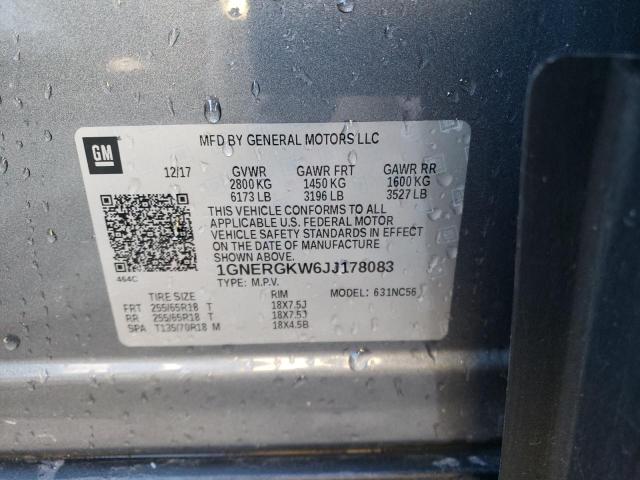 GM
MFD BY GENERAL MOTORS LLC
12/17 GVWR GAWR FRT GAWR RR
2800 KG 1450 KG 1600 KG
6173 LB 3196 LB 3527 LB
THIS VEHICLE CONFORMS TO ALL
APPLICABLE U.S. FEDERAL MOTOR
VEHICLE SAFETY STANDARDS IN EFFECT
ON THE DATE OF MANUFACTURE
SHOWN ABOVE.
464C
1GNERGKW6JJ178083
TYPE: M.P.V. MODEL: 631NC56
TIRE SIZE RIM
FRT 255/65R18 T 18X7.5J
RR 255/65R18 T 18X7.5J
SPA T135/70R18 M 18X4.5B